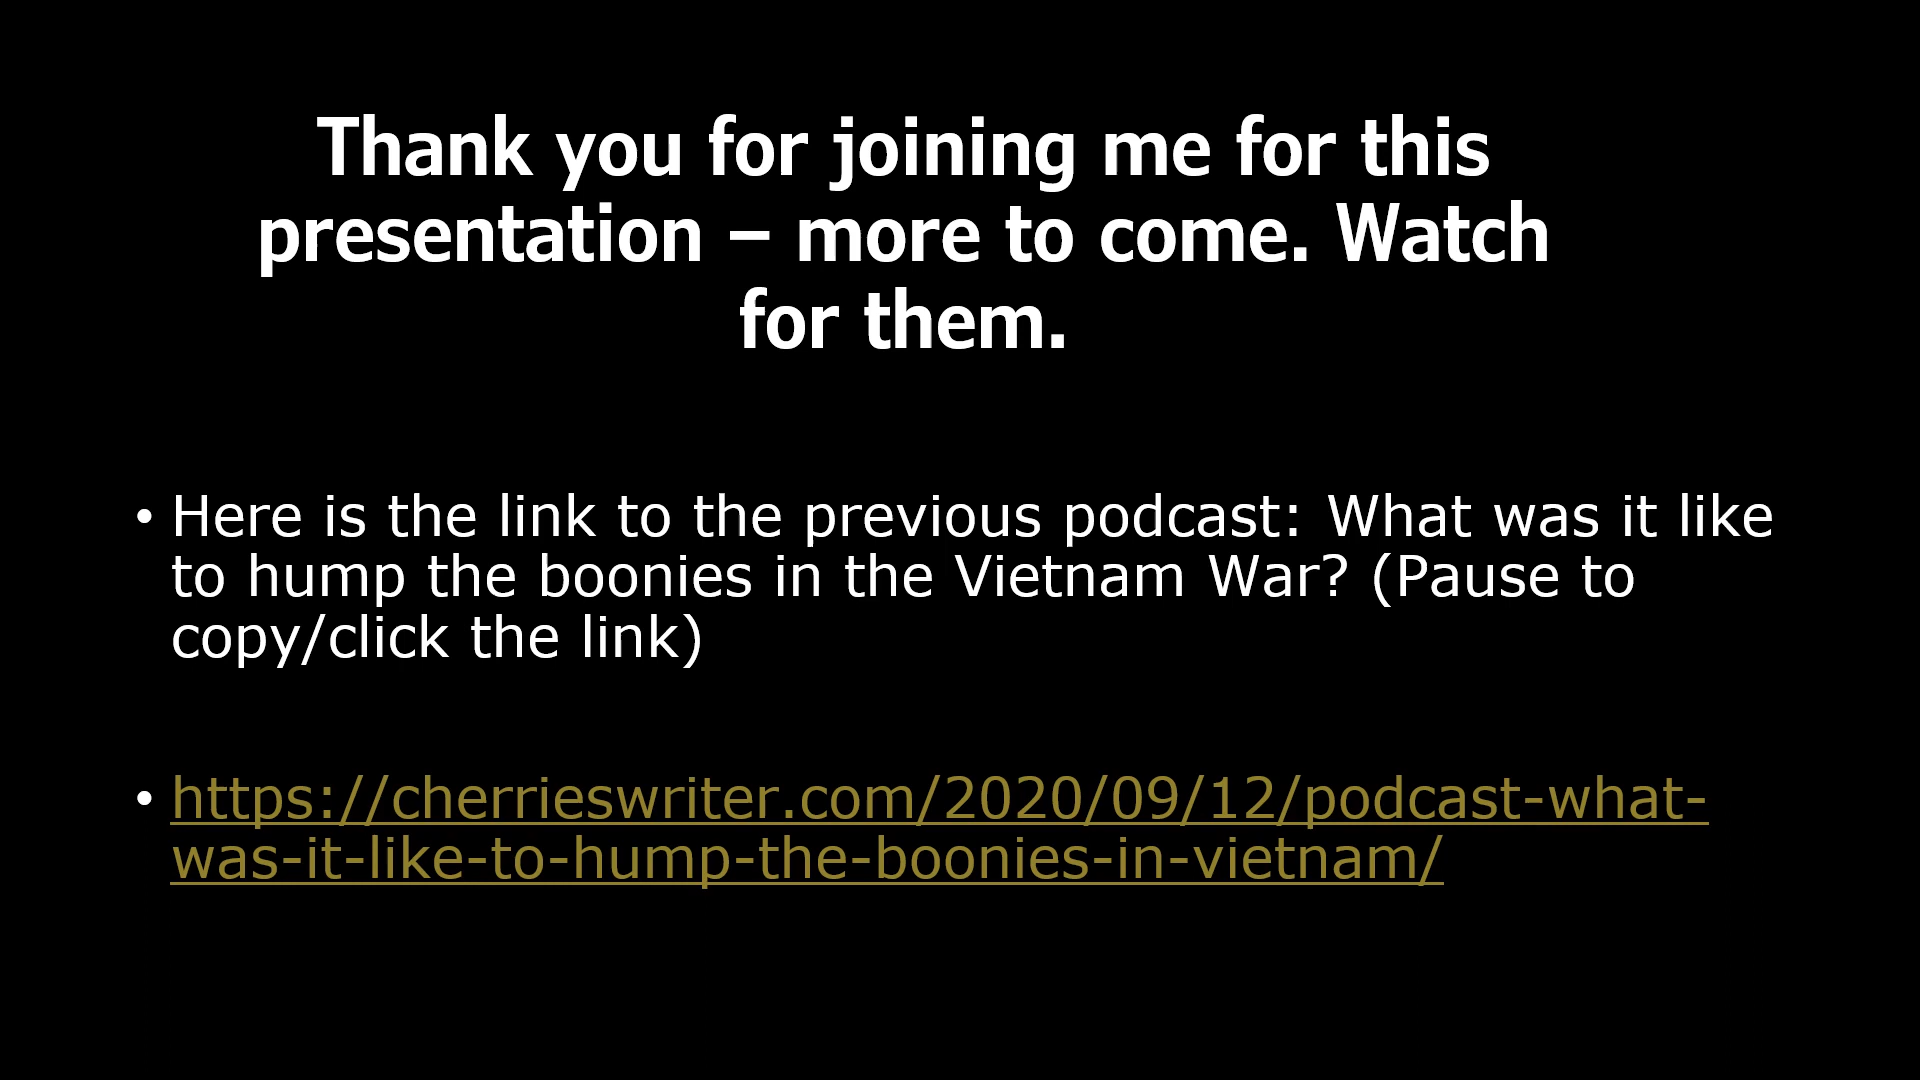 Thank you for joining me for this
presentation – more to come. Watch
for them.
• Here is the link to the previous podcast: What was it like
to hump the boonies in the Vietnam War? (Pause to
copy/click the link)
• https://cherrieswriter.com/2020/09/12/podcast-what-
was-it-like-to-hump-the-boonies-in-vietnam/